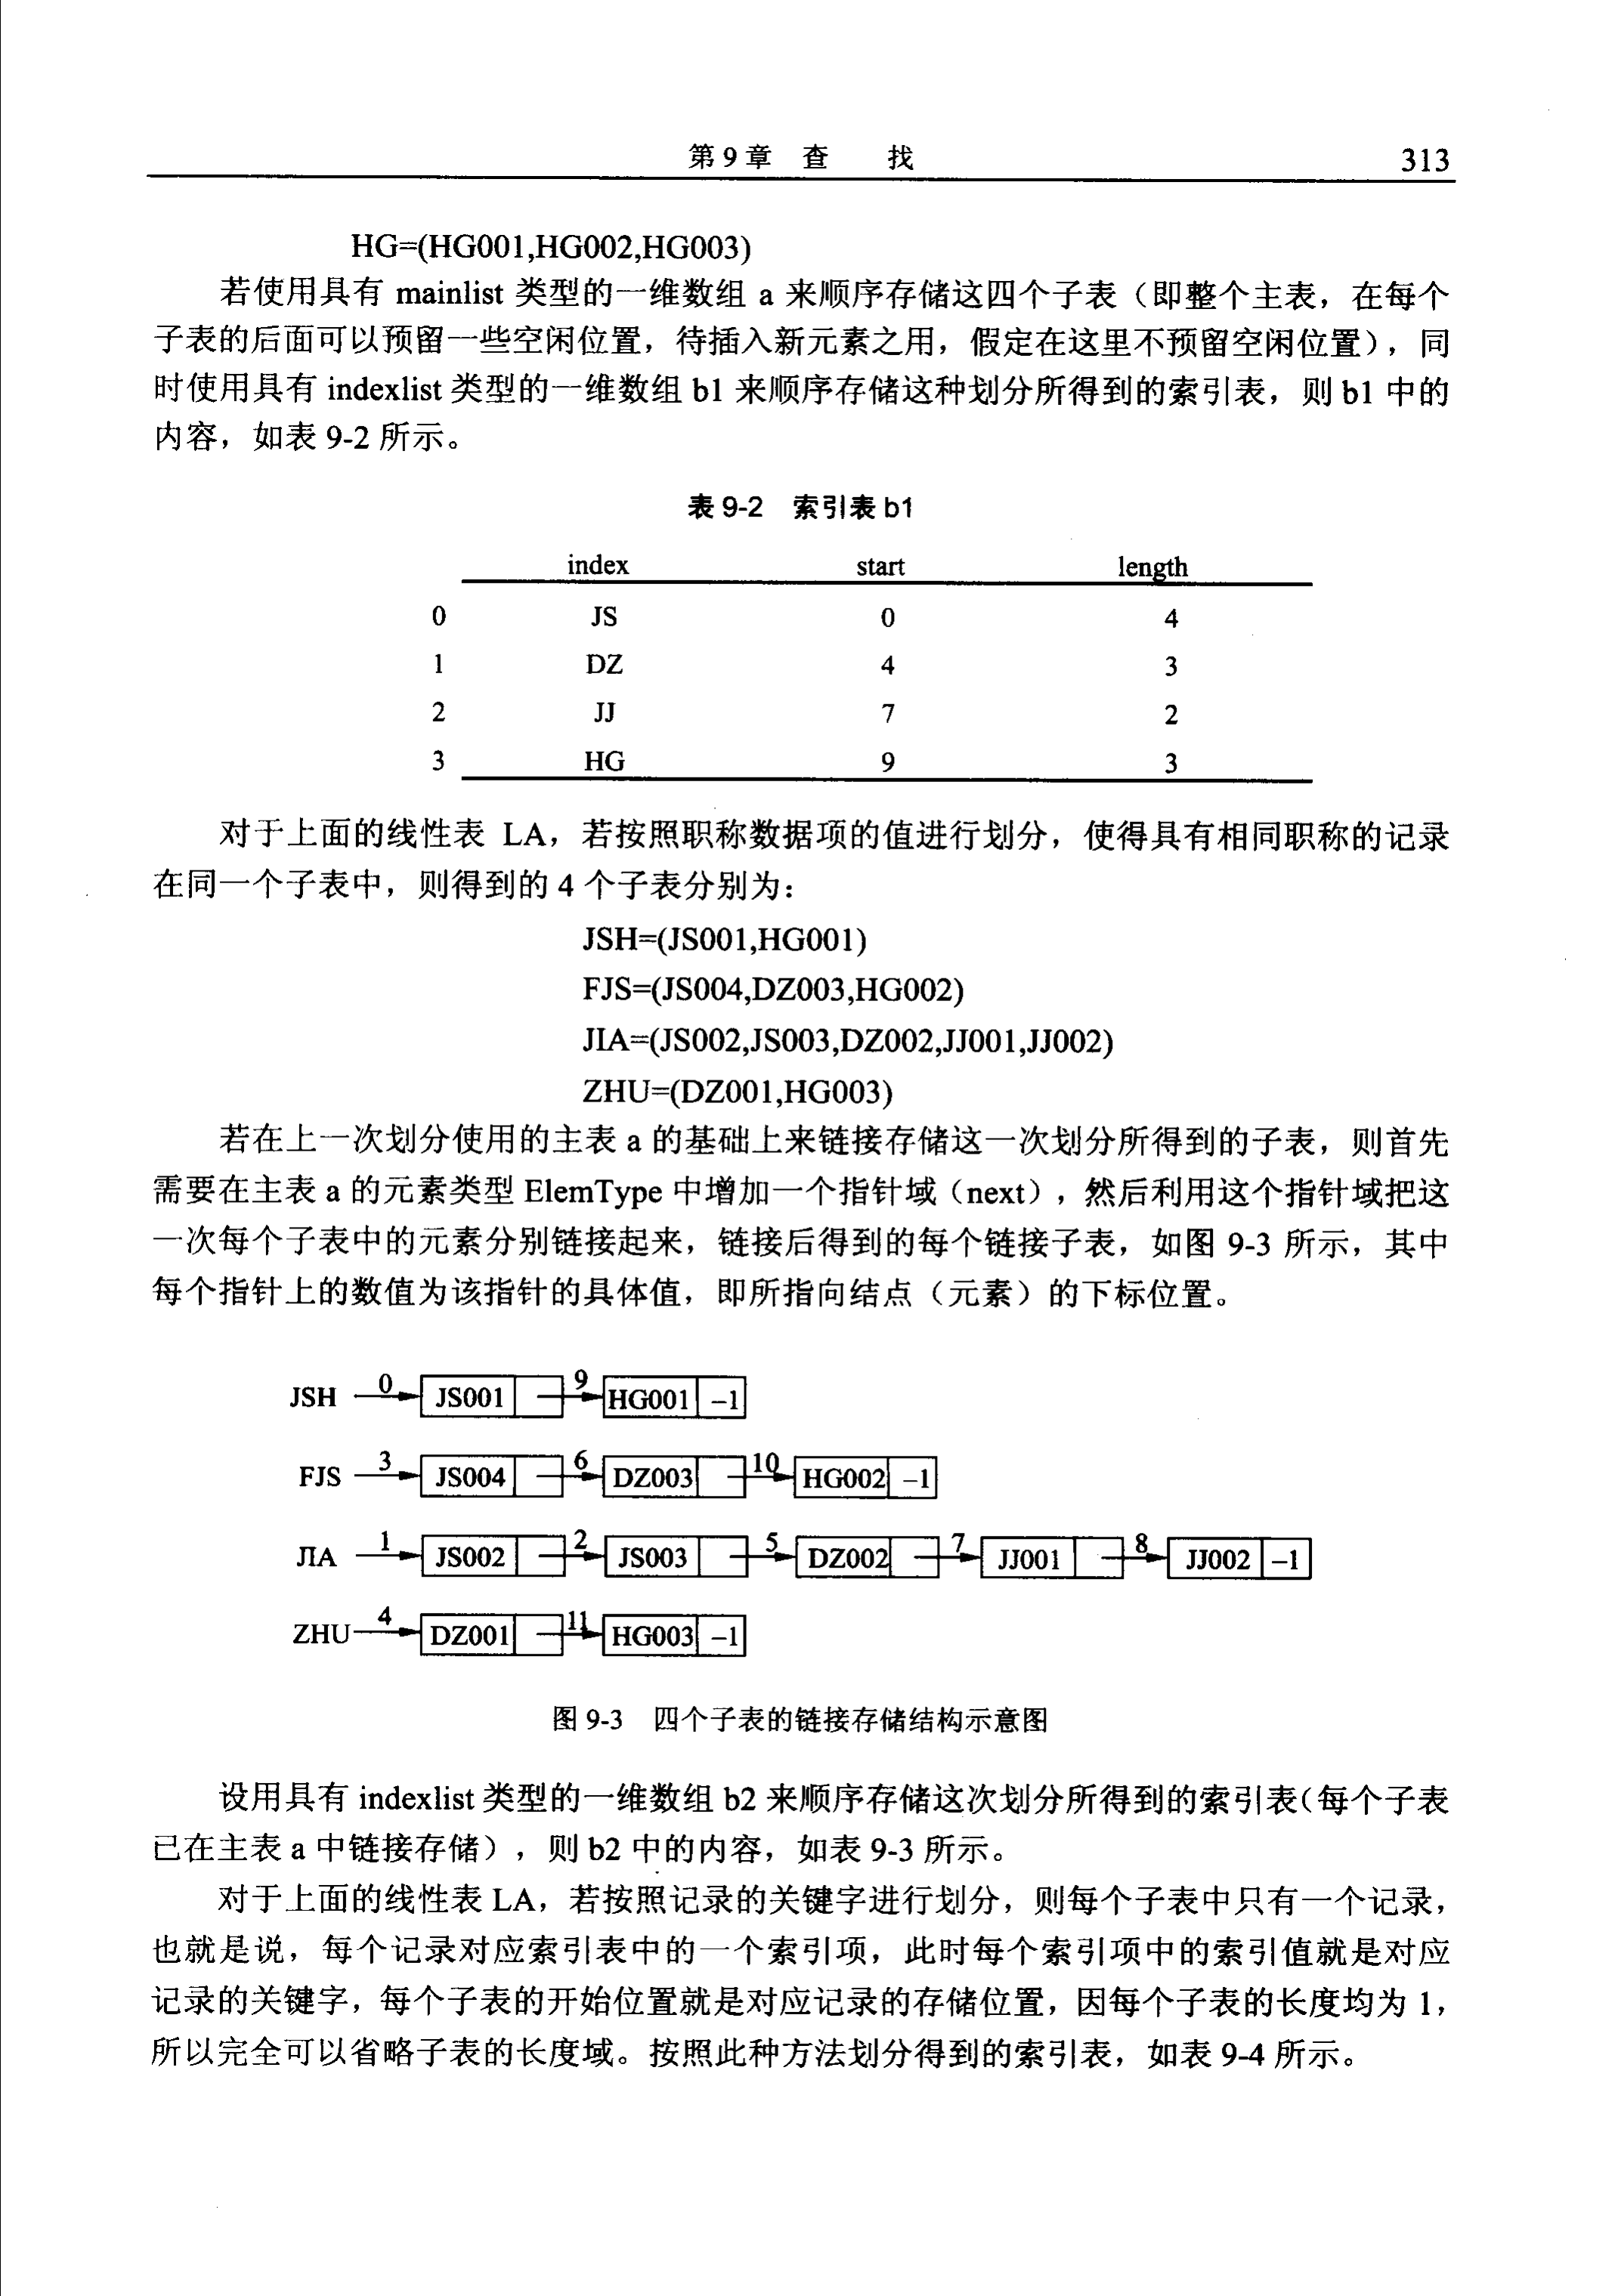 第9章 查 找 313
HG=(HG001,HG002,HG003)
若使用具有 mainlist 类型的一维数组 a 来顺序存储这四个子表（即整个主表，在每个
子表的后面可以预留一些空闲位置，待插入新元素之用，假定在这里不预留空闲位置），同
时使用具有 indexlist 类型的一维数组 b1 来顺序存储这种划分所得到的索引表，则 b1 中的
内容，如表 9-2 所示。
表 9-2 索引表 b1
index start length
0 JS 0 4
1 DZ 4 3
2 JJ 7 2
3 HG 9 3
对于上面的线性表 LA，若按照职称数据项的值进行划分，使得具有相同职称的记录
在同一个子表中，则得到的 4 个子表分别为：
JSH=(JS001,HG001)
FJS=(JS004,DZ003,HG002)
JIA=(JS002,JS003,DZ002,JJ001,JJ002)
ZHU=(DZ001,HG003)
若在上一次划分使用的主表 a 的基础上来链接存储这一次划分所得到的子表，则首先
需要在主表 a 的元素类型 ElemType 中增加一个指针域（next），然后利用这个指针域把这
一次每个子表中的元素分别链接起来，链接后得到的每个链接子表，如图 9-3 所示，其中
每个指针上的数值为该指针的具体值，即所指向结点（元素）的下标位置。
JSH 0 JS001 9 HG001 -1
FJS 3 JS004 6 DZ003 10 HG002 -1
JIA 1 JS002 2 JS003 5 DZ002 7 JJ001 8 JJ002 -1
ZHU 4 DZ001 11 HG003 -1
图 9-3 四个子表的链接存储结构示意图
设用具有 indexlist 类型的一维数组 b2 来顺序存储这次划分所得到的索引表（每个子表
已在主表 a 中链接存储），则 b2 中的内容，如表 9-3 所示。
对于上面的线性表 LA，若按照记录的关键字进行划分，则每个子表中只有一个记录，
也就是说，每个记录对应索引表中的一个索引项，此时每个索引项中的索引值就是对应
记录的关键字，每个子表的开始位置就是对应记录的存储位置，因每个子表的长度均为 1，
所以完全可以省略子表的长度域。按照此种方法划分得到的索引表，如表 9-4 所示。